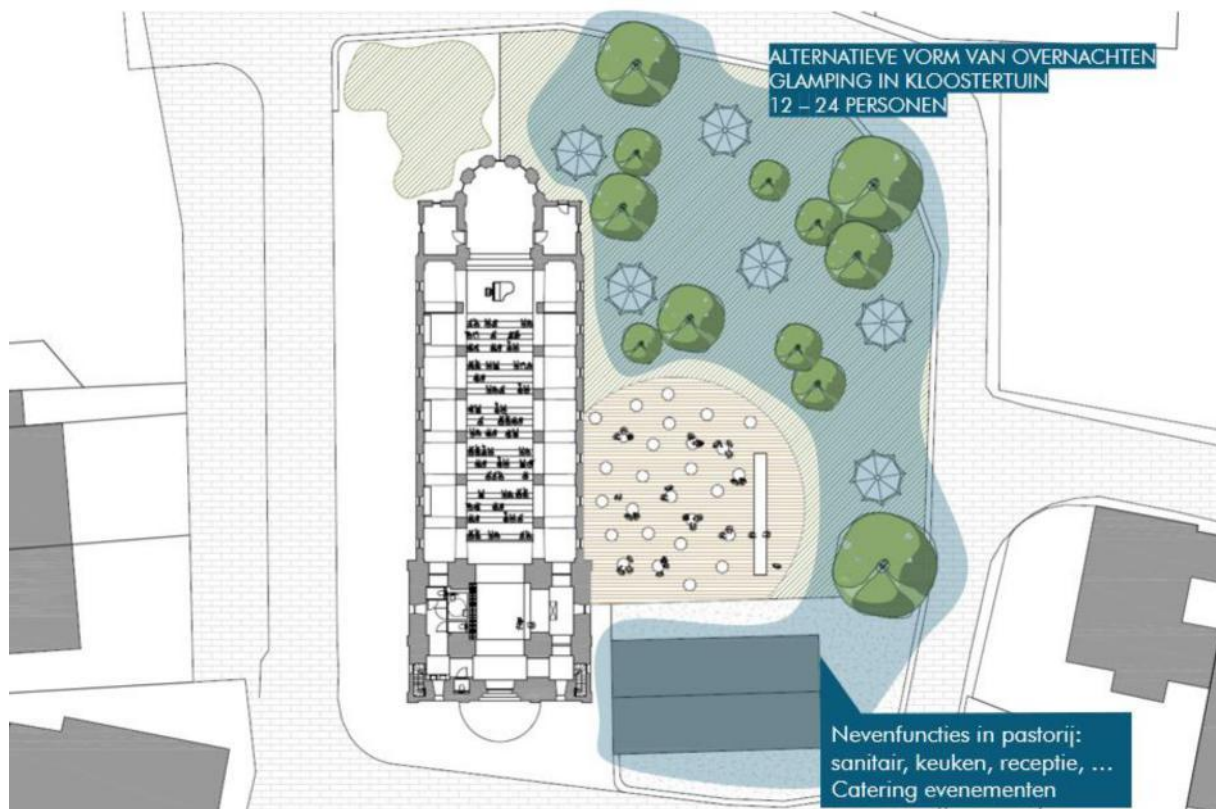 ALTERNATIEVE VORM VAN OVERNACHTEN
GLAMPING IN KLOOSTERTUIN
12 – 24 PERSONEN
Nevenfuncties in pastorij:
sanitair, keuken, receptie, ...
Catering evenementen